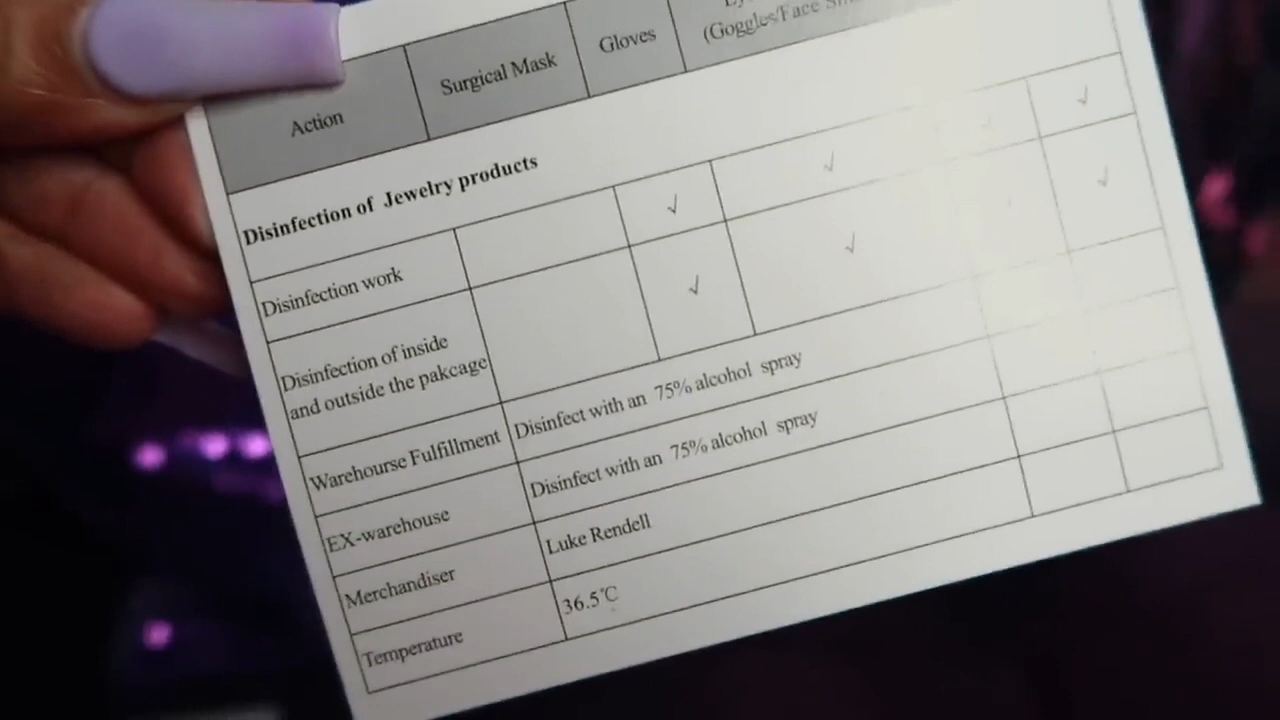 Action
Surgical Mask
Gloves
(Goggles/Face
Disinfection of Jewelry products
Disinfection work
√
√
√
√
Disinfection of inside
and outside the pakcage
√
√
√
Warehourse Fulfillment
Disinfect with an 75% alcohol spray
EX-warehouse
Disinfect with an 75% alcohol spray
Merchandiser
Luke Rendell
Temperature
36.5℃